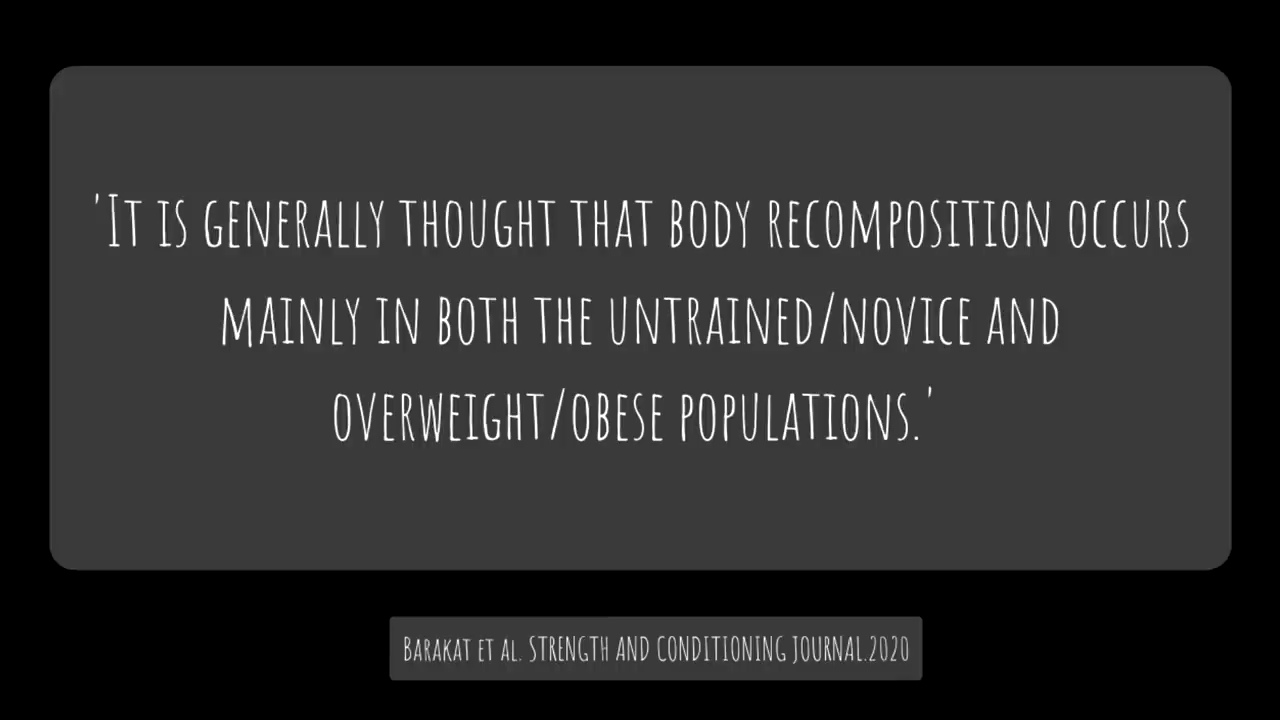 'It is generally thought that body recomposition occurs
mainly in both the untrained/novice and
overweight/obese populations.'
Barakat et al. STRENGTH AND CONDITIONING JOURNAL.2020